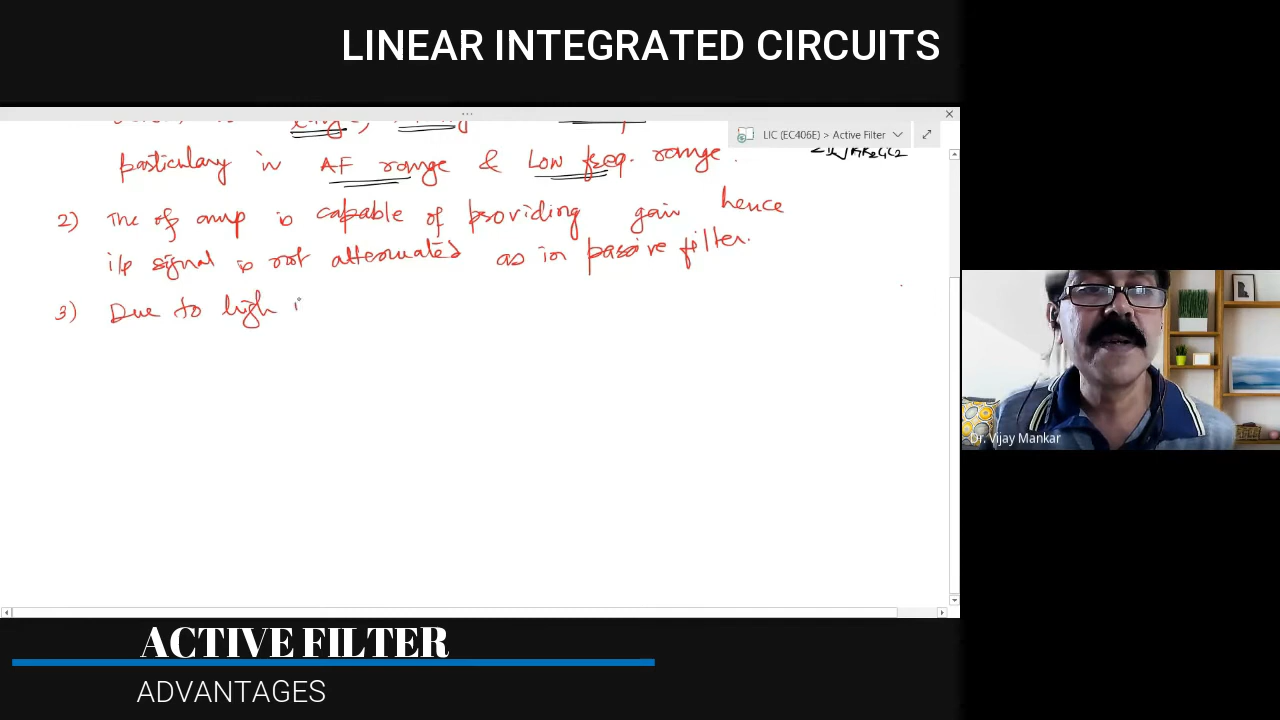 LINEAR INTEGRATED CIRCUITS
LIC (EC406E) > Active Filter
particulary in AF range & Low freq. range.
2) The op amp is capable of providing gain hence
i/p signal is not attenuated as in passive filter.
3) Due to high i
Dr. Vijay Mankar
ACTIVE FILTER
ADVANTAGES